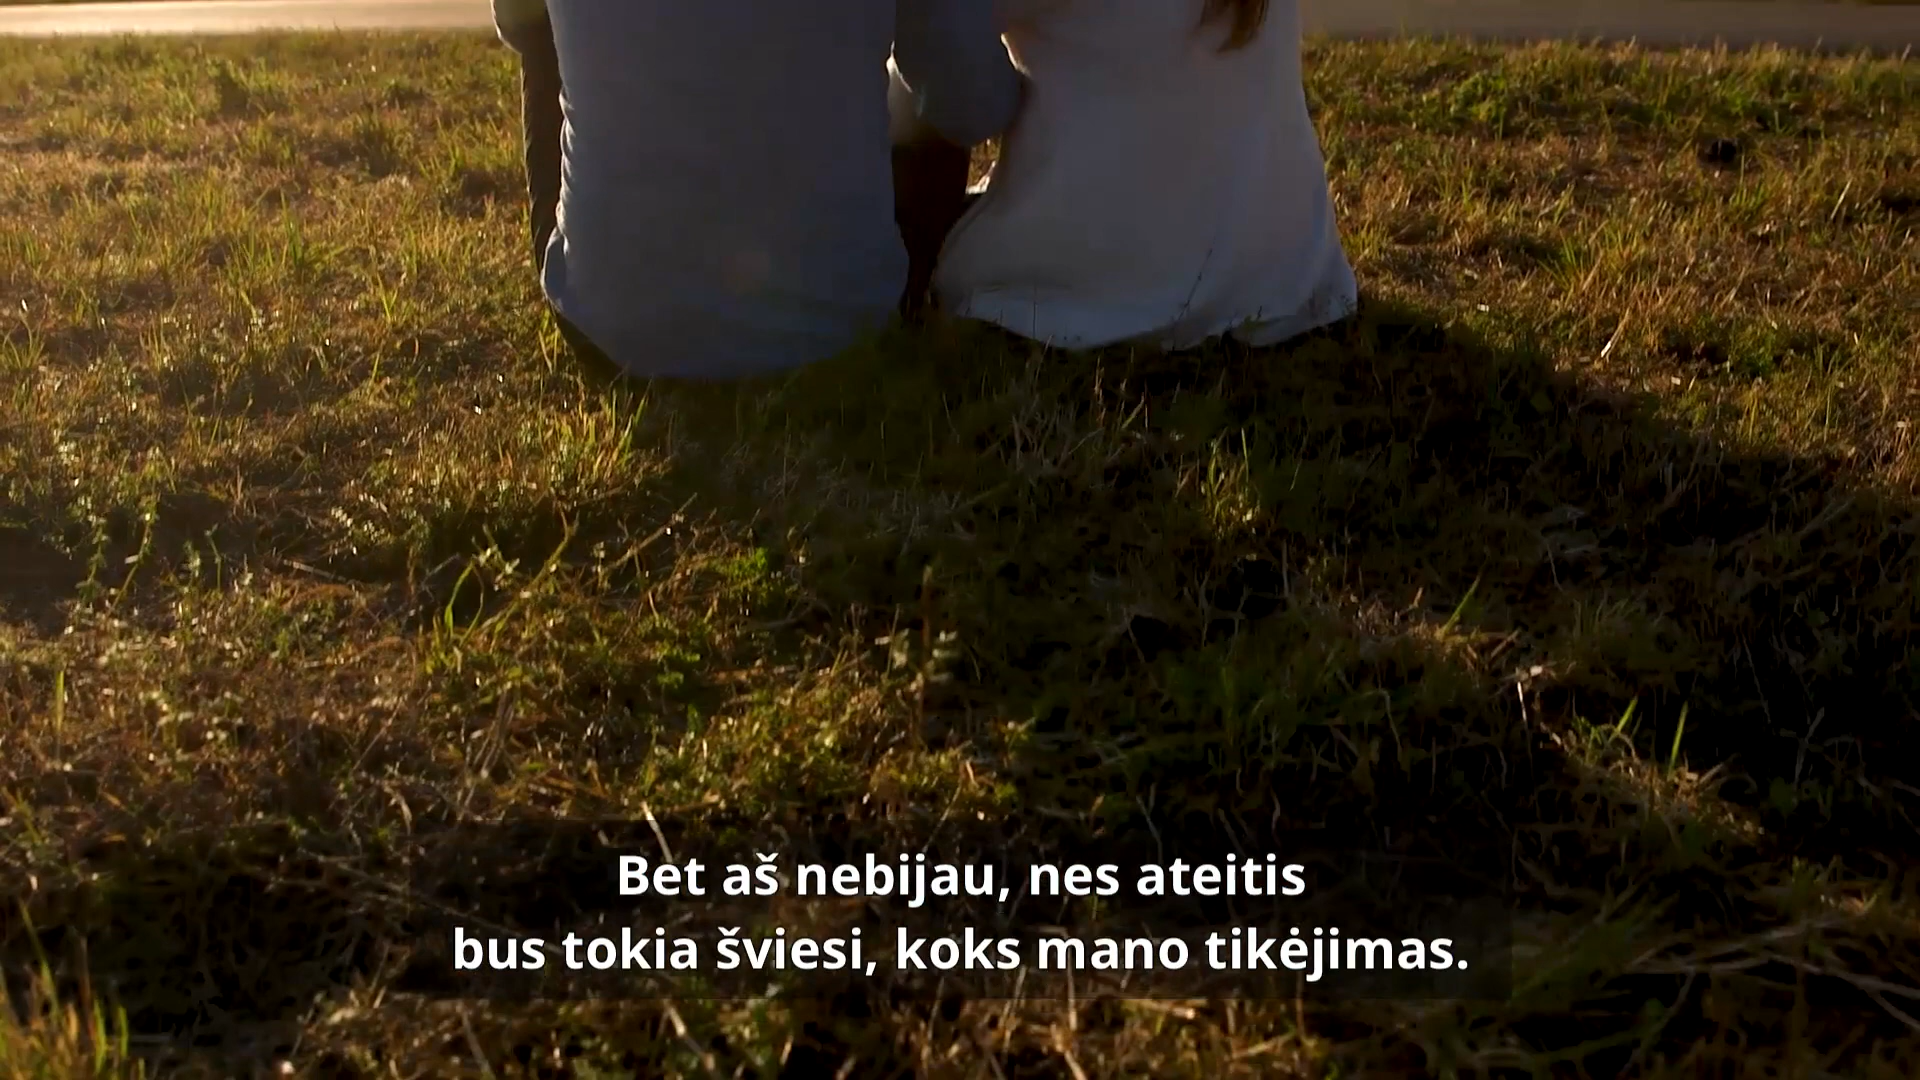 Bet aš nebijau, nes ateitis
bus tokia šviesi, koks mano tikėjimas.